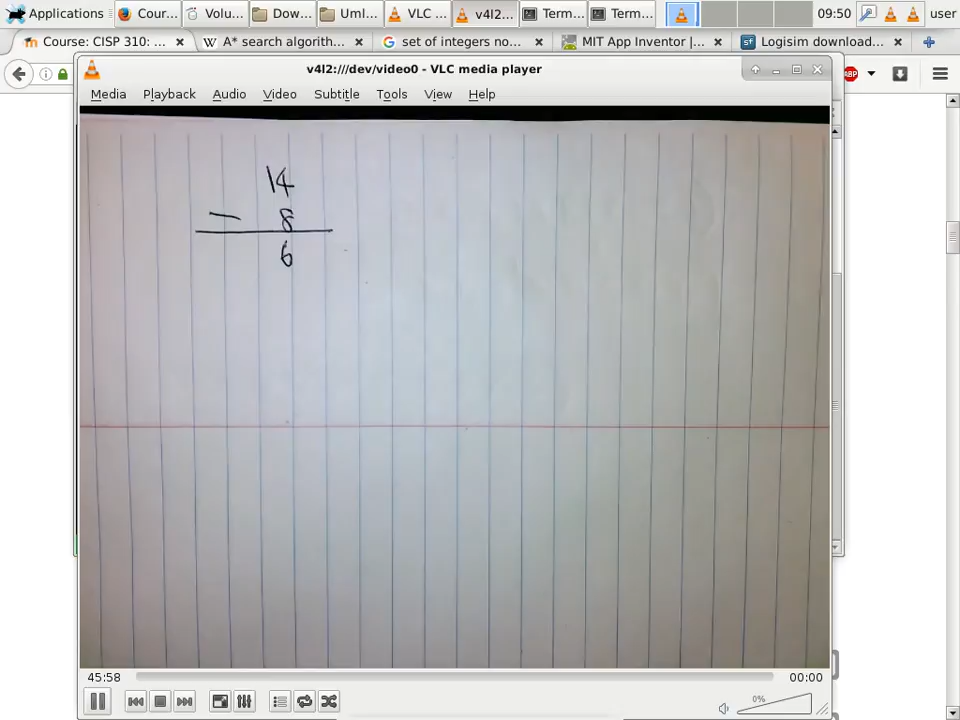 Applications Cour... Volu... Dow... Uml... VLC ... v4l2... Term... Term... 09:50 user
Course: CISP 310: ... A* search algorith... set of integers no... MIT App Inventor | ... Logisim download...
v4l2:///dev/video0 - VLC media player
Media Playback Audio Video Subtitle Tools View Help
14
— 8
6
45:58 00:00
0%